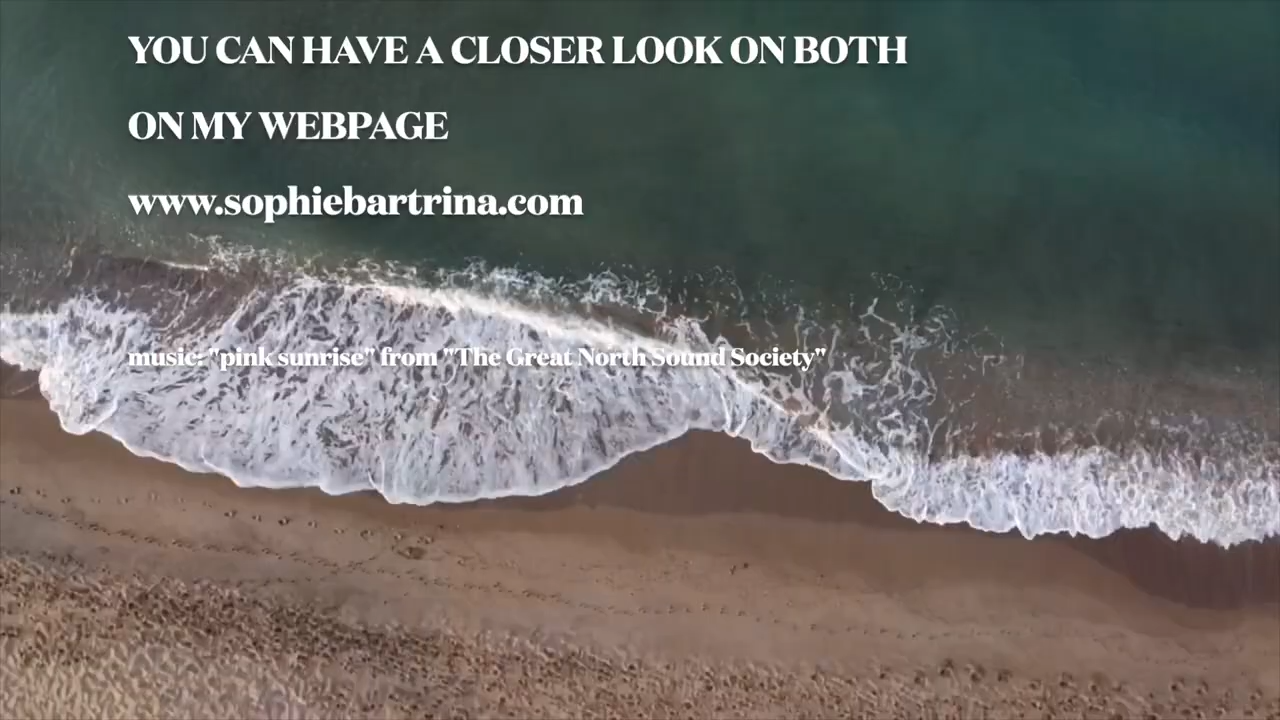 YOU CAN HAVE A CLOSER LOOK ON BOTH
ON MY WEBPAGE
www.sophiebartrina.com
music: "pink sunrise" from "The Great North Sound Society"